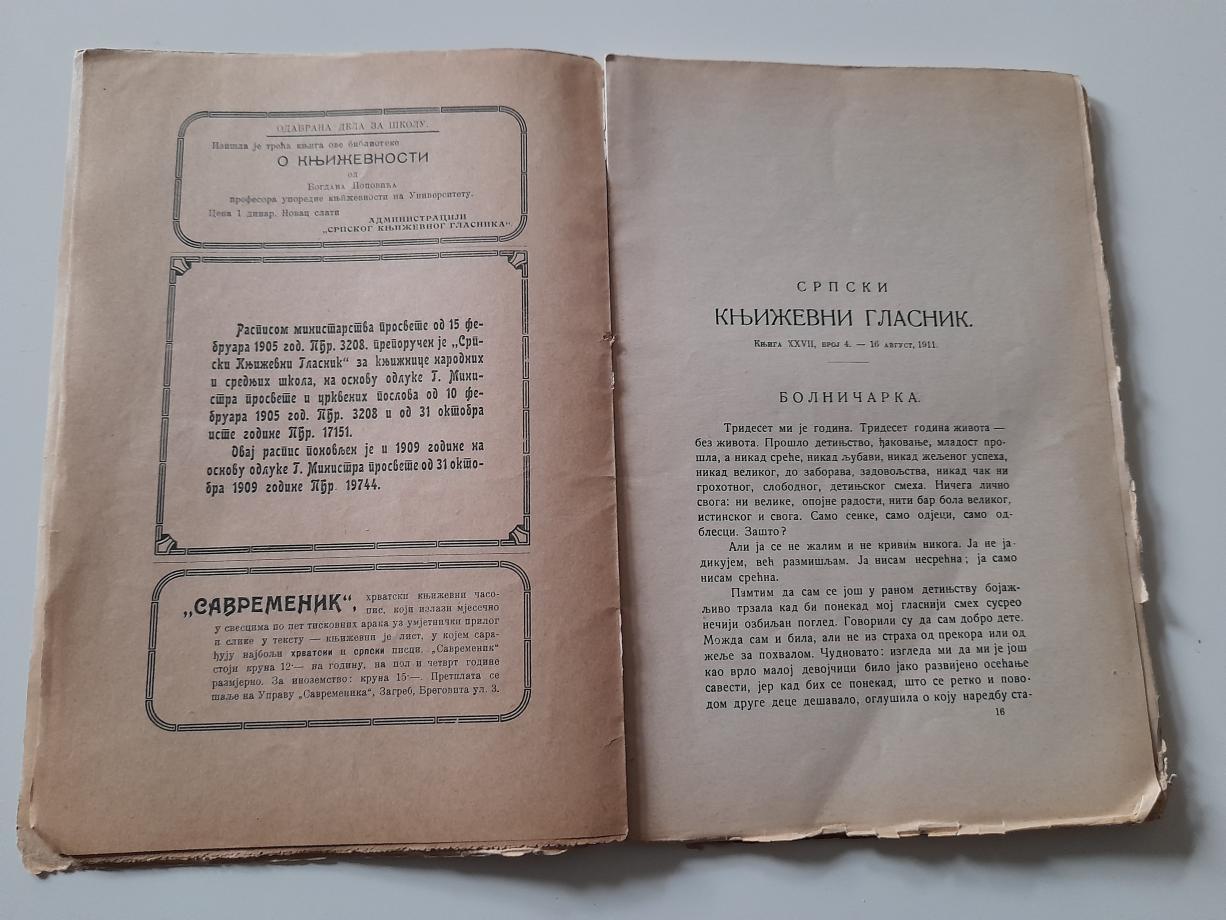 ОДАБРАНА ДЕЛА ЗА ШКОЛУ.
Изишла је трећа књига ове библиотеке
О КЊИЖЕВНОСТИ
од
Богдана Поповића
професора упоредне књижевности на Универзитету.
Цена 1 динар. Новац слати
АДМИНИСТРАЦИЈИ
„СРПСКОГ КЊИЖЕВНОГ ГЛАСНИКА“.
Расписом министарства просвете од 15 фе-
бруара 1905 год. ПБр. 3208. препоручен је „Срп-
ски Књижевни Гласник“ за књижнице народних
и средњих школа, на основу одлуке Г. Мини-
стра просвете и црквених послова од 10 фе-
бруара 1905 год. ПБр. 3208 и од 31 октобра
исте године ПБр. 17151.
Овај распис поновљен је и 1909 године на
основу одлуке Г. Министра просвете од 31 окто-
бра 1909 године ПБр. 19744.
„САВРЕМЕНИК“, хрватски књижевни часо-
пис, који излази мјесечно
у свесцима по пет тисковних арака уз умјетнички прилог
и слике у тексту — књижевни је лист, у којем сара-
ђују најбољи хрватски и српски писци. „Савременик“
стоји круна 12·— на годину, на пол и четврт године
размјерно. За иноземство: круна 15·—. Претплата се
шаље на Управу „Савременика“, Загреб, Бреговита ул. 3.
СРПСКИ
КЊИЖЕВНИ ГЛАСНИК.
Књига XXVII, број 4. — 16 август, 1911.
БОЛНИЧАРКА.
Тридесет ми је година. Тридесет година живота —
без живота. Прошло детињство, ђаковање, младост про-
шла, а никад среће, никад љубави, никад жељеног успеха,
никад великог, до заборава, задовољства, никад чак ни
грохотног, слободног, детињског смеха. Ничега лично
свога: ни велике, опојне радости, нити бар бола великог,
истинског и свога. Само сенке, само одјеци, само од-
блесци. Зашто?
Али ја се не жалим и не кривим никога. Ја не ја-
дикујем, већ размишљам. Ја нисам несрећна; ја само
нисам срећна.
Памтим да сам се још у раном детињству бојаж-
љиво трзала кад би понекад мој гласнији смех сусрео
нечији озбиљан поглед. Говорили су да сам добро дете.
Можда сам и била, али не из страха од прекора или од
жеље за похвалом. Чудновато: изгледа ми да ми је још
као врло малој девојчици било јако развијено осећање
савести, јер кад бих се понекад, што се ретко и пово-
дом друге деце дешавало, оглушила о коју наредбу ста-
16